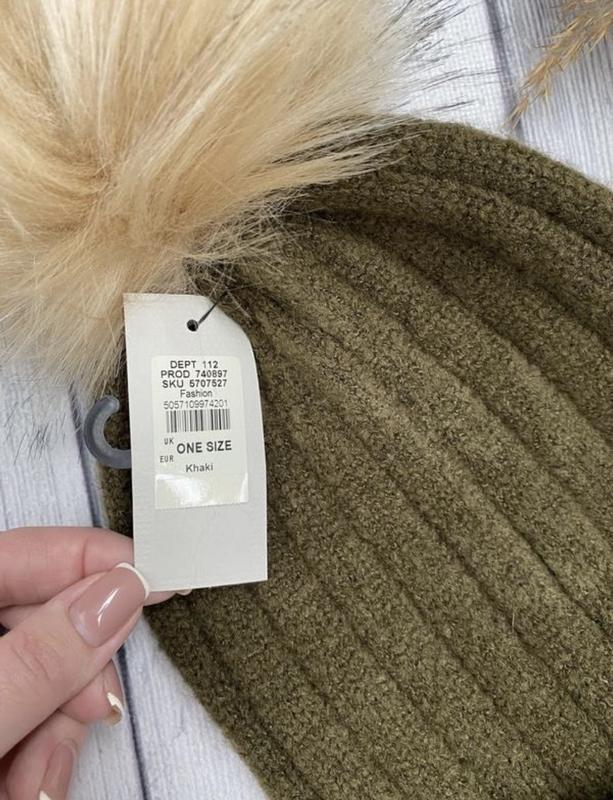 DEPT 112
PROD 740897
SKU 5707527
Fashion
5057109974201
UK
ONE SIZE
EUR
Khaki